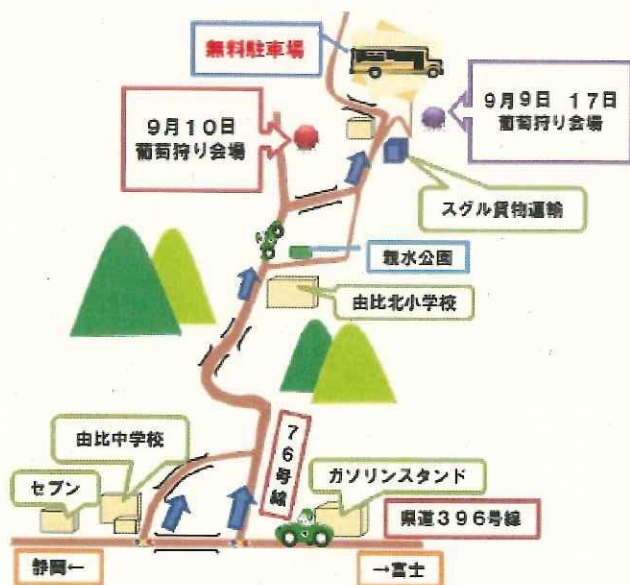 無料駐車場
9月10日
葡萄狩り会場
9月9日 17日
葡萄狩り会場
スグル貨物運輸
親水公園
由比北小学校
76号線
由比中学校
セブン
ガソリンスタンド
県道396号線
静岡←
→富士